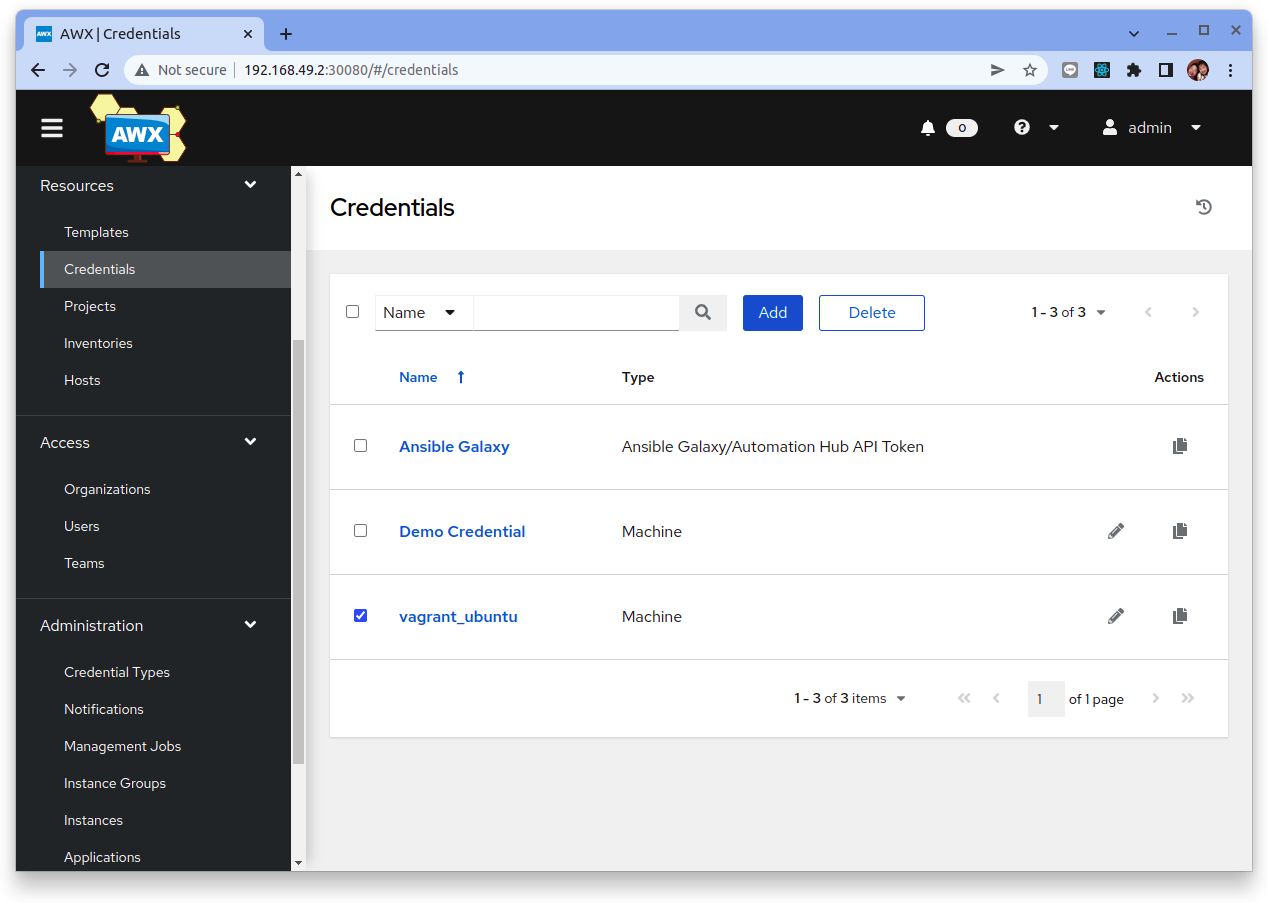 AWX AWX | Credentials
Not secure 192.168.49.2:30080/#/credentials
AWX 0 ? admin
Resources
Templates
Credentials
Projects
Inventories
Hosts
Access
Organizations
Users
Teams
Administration
Credential Types
Notifications
Management Jobs
Instance Groups
Instances
Applications
Credentials
Name Add Delete 1 - 3 of 3
Name Type Actions
Ansible Galaxy Ansible Galaxy/Automation Hub API Token
Demo Credential Machine
vagrant_ubuntu Machine
1 - 3 of 3 items 1 of 1 page